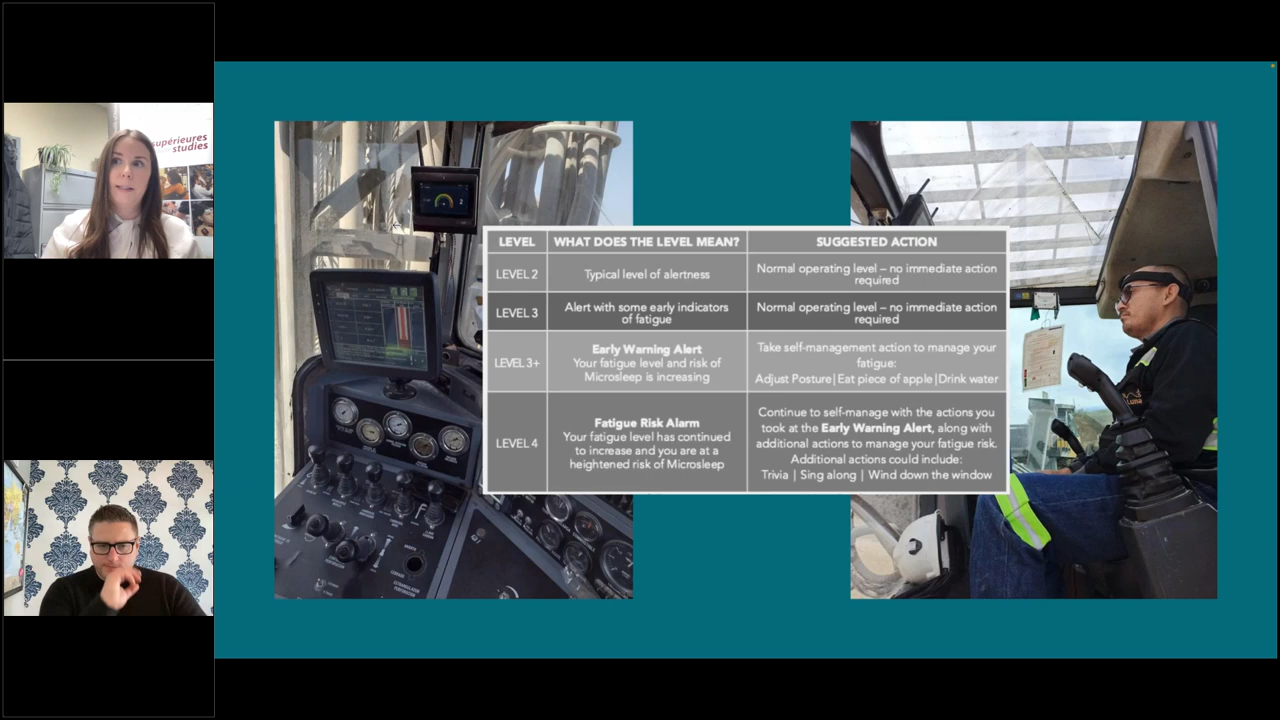 supérieures
studies
LEVEL
WHAT DOES THE LEVEL MEAN?
SUGGESTED ACTION
LEVEL 2
Typical level of alertness
Normal operating level – no immediate action
required
LEVEL 3
Alert with some early indicators
of fatigue
Normal operating level – no immediate action
required
LEVEL 3+
Early Warning Alert
Your fatigue level and risk of
Microsleep is increasing
Take self-management action to manage your
fatigue:
Adjust Posture|Eat piece of apple|Drink water
LEVEL 4
Fatigue Risk Alarm
Your fatigue level has continued
to increase and you are at a
heightened risk of Microsleep
Continue to self-manage with the actions you
took at the Early Warning Alert, along with
additional actions to manage your fatigue risk.
Additional actions could include:
Trivia | Sing along | Wind down the window